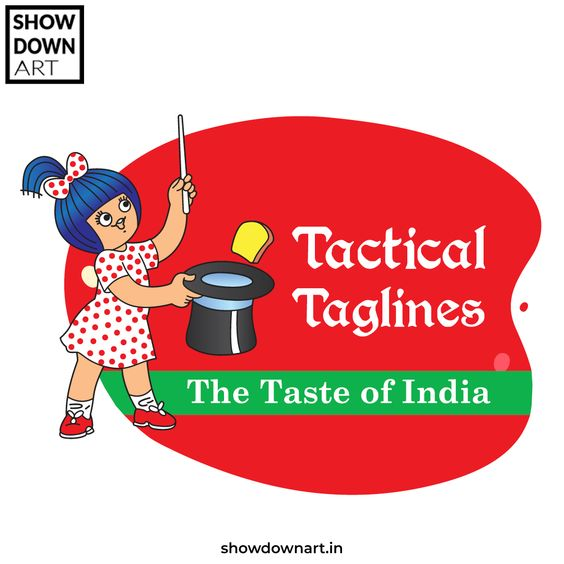 SHOW
DOWN
ART
Tactical
Taglines
The Taste of India
showdownart.in